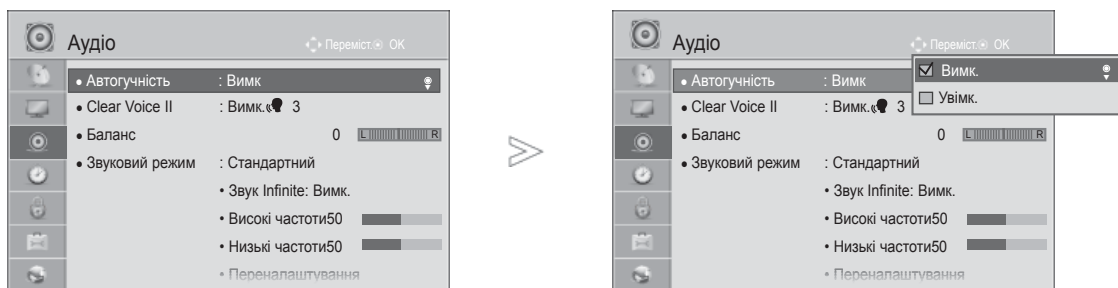 Аудіо
Переміст. OK
• Автогучність : Вимк
• Clear Voice II : Вимк. 3
• Баланс 0 L R
• Звуковий режим : Стандартний
• Звук Infinite: Вимк.
• Високі частоти50
• Низькі частоти50
• Переналаштування
>
Аудіо
Переміст. OK
• Автогучність : Вимк
Вимк.
Увімк.
• Clear Voice II : Вимк. 3
• Баланс 0 L R
• Звуковий режим : Стандартний
• Звук Infinite: Вимк.
• Високі частоти50
• Низькі частоти50
• Переналаштування